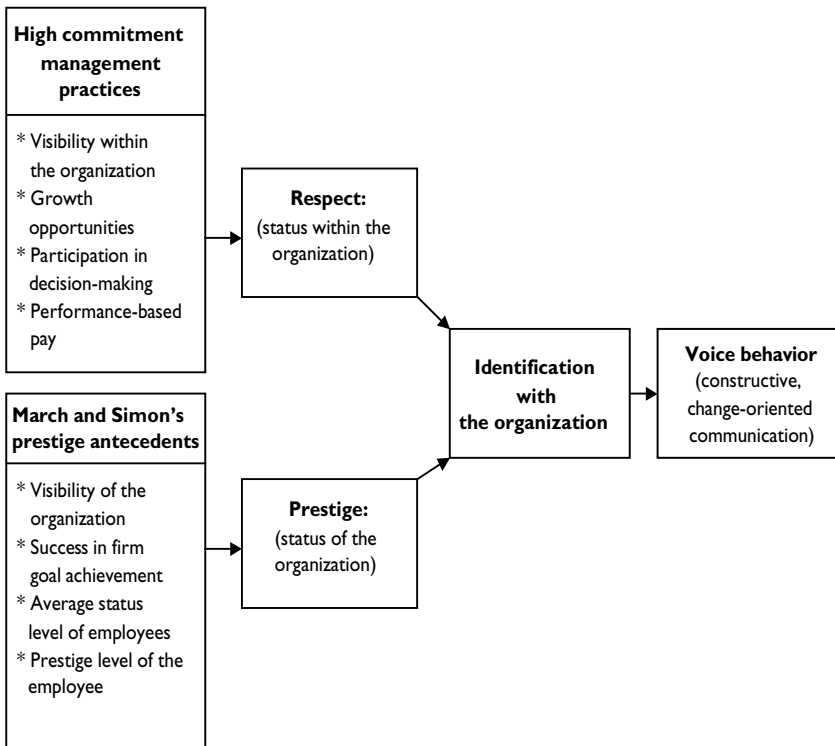 High commitment
management
practices
* Visibility within
the organization
* Growth
opportunities
* Participation in
decision-making
* Performance-based
pay
Respect:
(status within the
organization)
March and Simon's
prestige antecedents
* Visibility of the
organization
* Success in firm
goal achievement
* Average status
level of employees
* Prestige level of the
employee
Prestige:
(status of the
organization)
Identification
with
the organization
Voice behavior
(constructive,
change-oriented
communication)